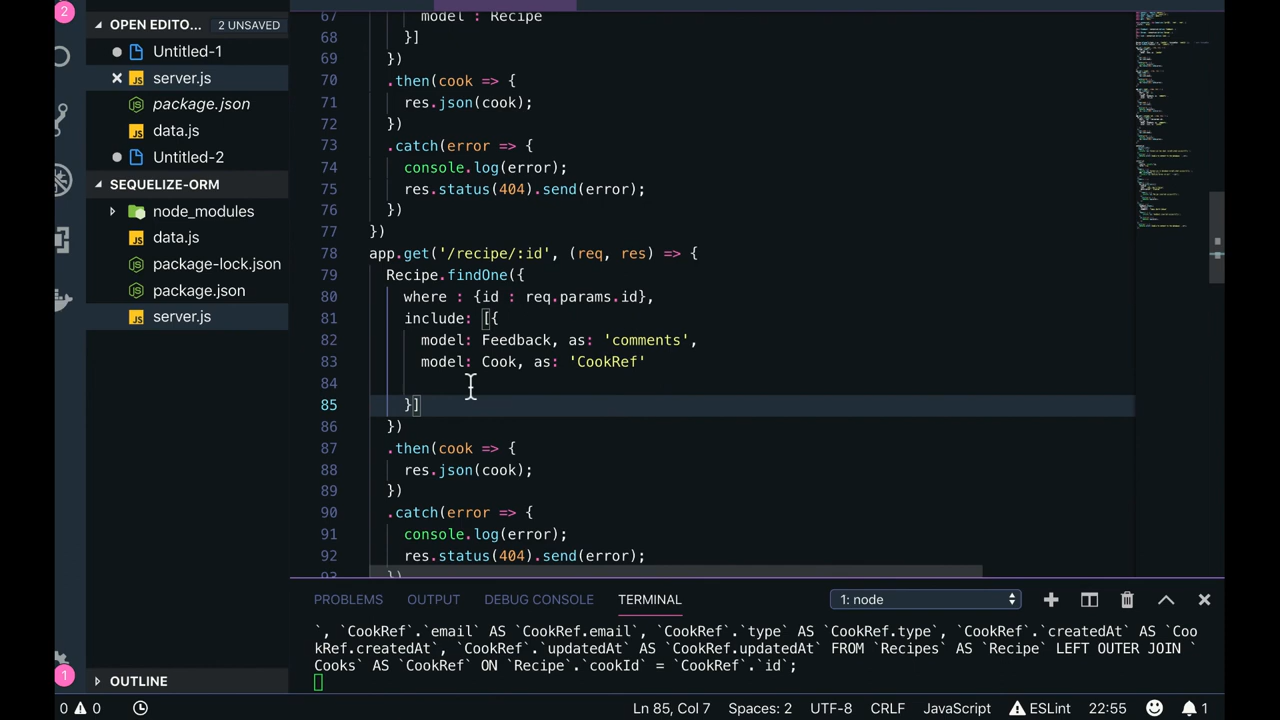 2
OPEN EDITO... 2 UNSAVED
Untitled-1
server.js
package.json
data.js
Untitled-2
SEQUELIZE-ORM
node_modules
data.js
package-lock.json
package.json
server.js
OUTLINE
1
67 model : Recipe
68 }]
69 })
70 .then(cook => {
71 res.json(cook);
72 })
73 .catch(error => {
74 console.log(error);
75 res.status(404).send(error);
76 })
77 })
78 app.get('/recipe/:id', (req, res) => {
79 Recipe.findOne({
80 where : {id : req.params.id},
81 include: [{
82 model: Feedback, as: 'comments',
83 model: Cook, as: 'CookRef'
84
85 }]
86 })
87 .then(cook => {
88 res.json(cook);
89 })
90 .catch(error => {
91 console.log(error);
92 res.status(404).send(error);
93 })
PROBLEMS OUTPUT DEBUG CONSOLE TERMINAL 1: node
`, `CookRef`.`email` AS `CookRef.email`, `CookRef`.`type` AS `CookRef.type`, `CookRef`.`createdAt` AS `Coo
kRef.createdAt`, `CookRef`.`updatedAt` AS `CookRef.updatedAt` FROM `Recipes` AS `Recipe` LEFT OUTER JOIN `
Cooks` AS `CookRef` ON `Recipe`.`cookId` = `CookRef`.`id`;
0 0 Ln 85, Col 7 Spaces: 2 UTF-8 CRLF JavaScript ESLint 22:55 1